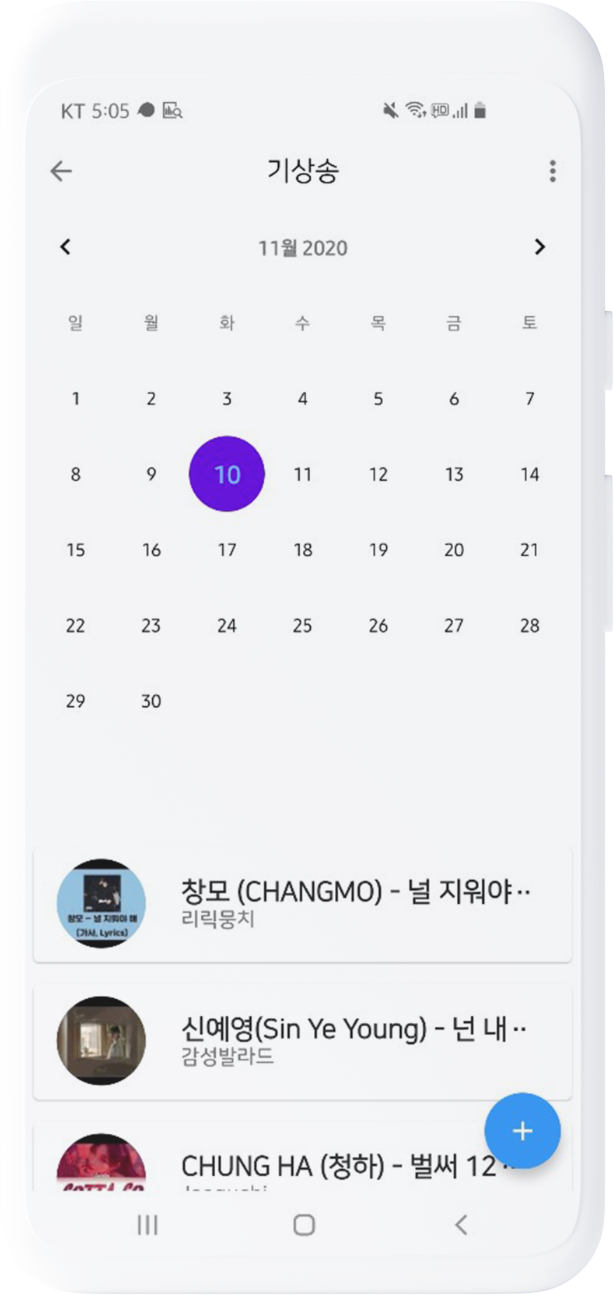 KT 5:05
HD
기상송
11월 2020
일 월 화 수 목 금 토
1 2 3 4 5 6 7
8 9 10 11 12 13 14
15 16 17 18 19 20 21
22 23 24 25 26 27 28
29 30
창모 - 널 지워야 해
(가사, Lyrics)
창모 (CHANGMO) - 널 지워야··
리릭뭉치
신예영(Sin Ye Young) - 넌 내··
감성발라드
+
CHUNG HA (청하) - 벌써 12··
GOTTA GO